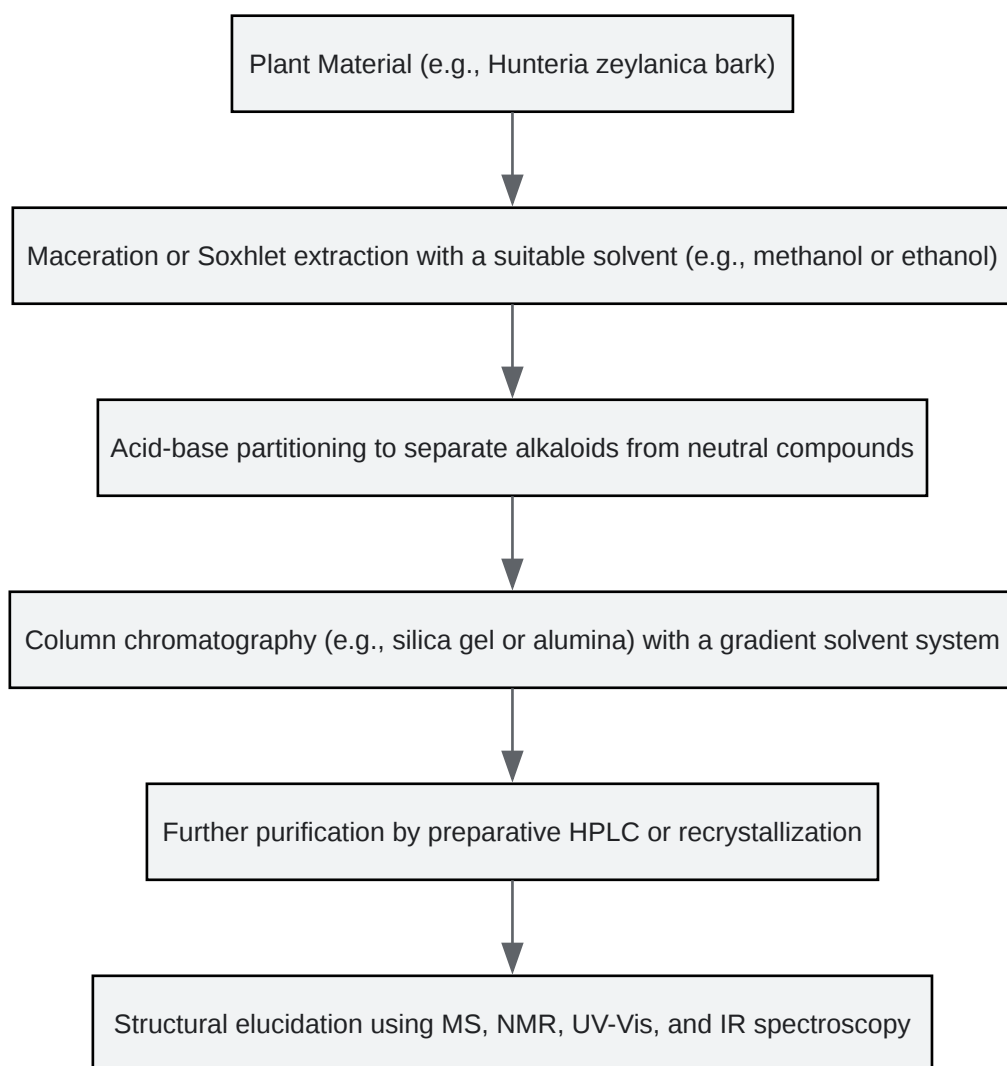 Plant Material (e.g., Hunteria zeylanica bark)
Maceration or Soxhlet extraction with a suitable solvent (e.g., methanol or ethanol)
Acid-base partitioning to separate alkaloids from neutral compounds
Column chromatography (e.g., silica gel or alumina) with a gradient solvent system
Further purification by preparative HPLC or recrystallization
Structural elucidation using MS, NMR, UV-Vis, and IR spectroscopy